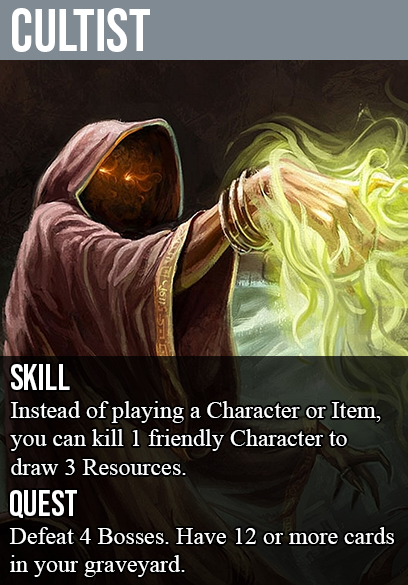 CULTIST
SKILL
Instead of playing a Character or Item,
you can kill 1 friendly Character to
draw 3 Resources.
QUEST
Defeat 4 Bosses. Have 12 or more cards
in your graveyard.